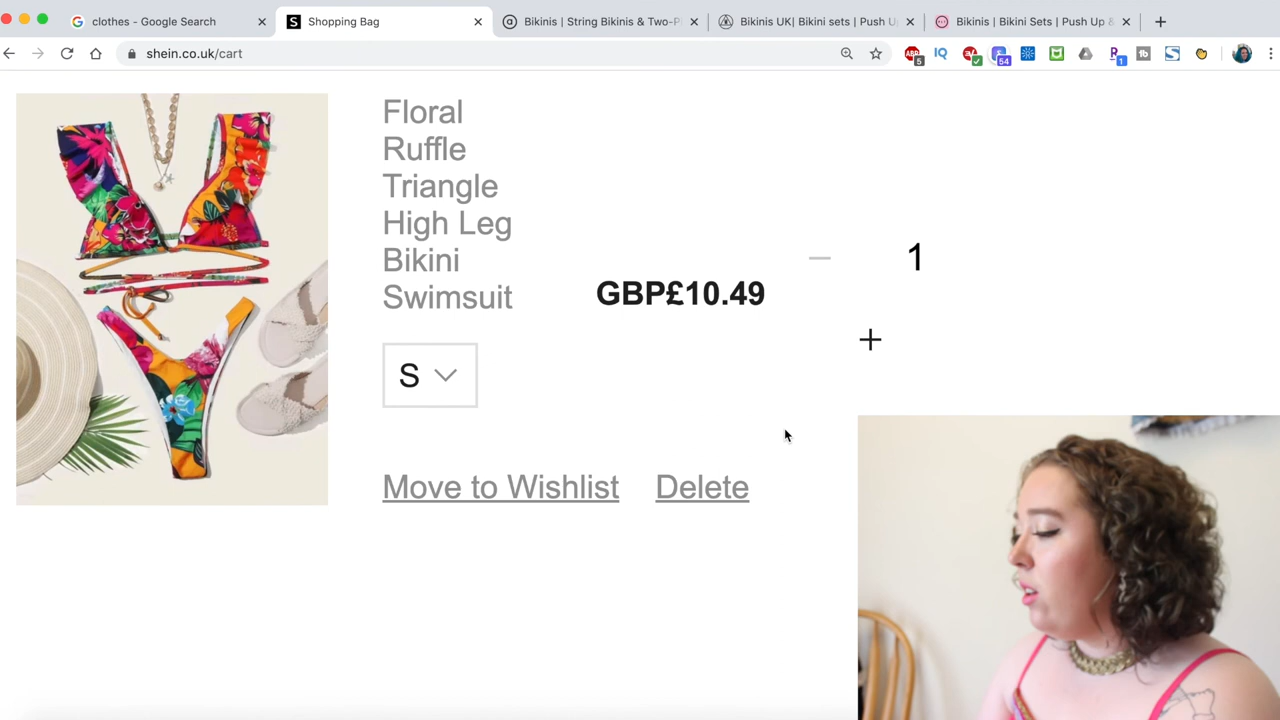 clothes - Google Search
Shopping Bag
Bikinis | String Bikinis & Two-Pi
Bikinis UK| Bikini sets | Push U
Bikinis | Bikini Sets | Push Up &
shein.co.uk/cart
Floral
Ruffle
Triangle
High Leg
Bikini
Swimsuit
GBP£10.49
1
S
Move to Wishlist
Delete